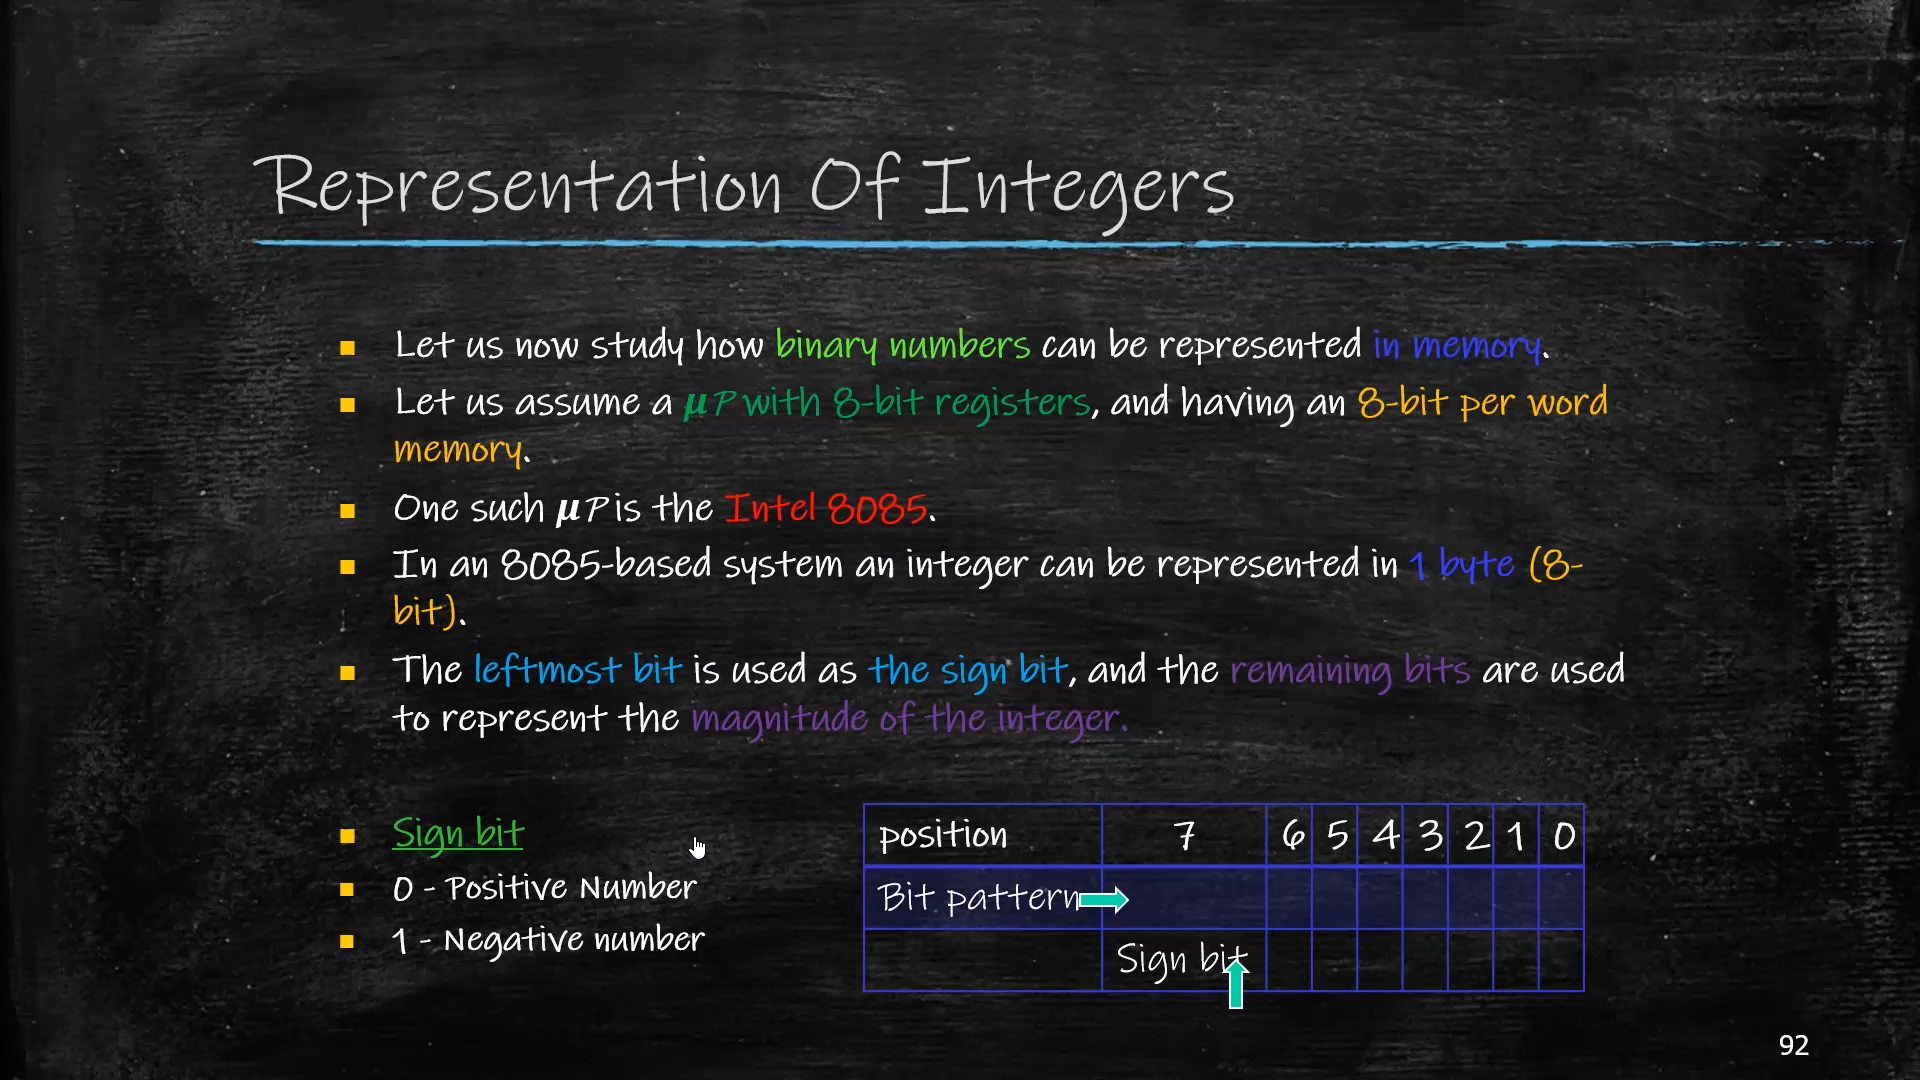 Representation Of Integers
Let us now study how binary numbers can be represented in memory.
Let us assume a μP with 8-bit registers, and having an 8-bit per word
memory.
One such μP is the Intel 8085.
In an 8085-based system an integer can be represented in 1 byte (8-
bit).
The leftmost bit is used as the sign bit, and the remaining bits are used
to represent the magnitude of the integer.
Sign bit
0 - Positive Number
1 - Negative number
position 7 6 5 4 3 2 1 0
Bit pattern
Sign bit
92